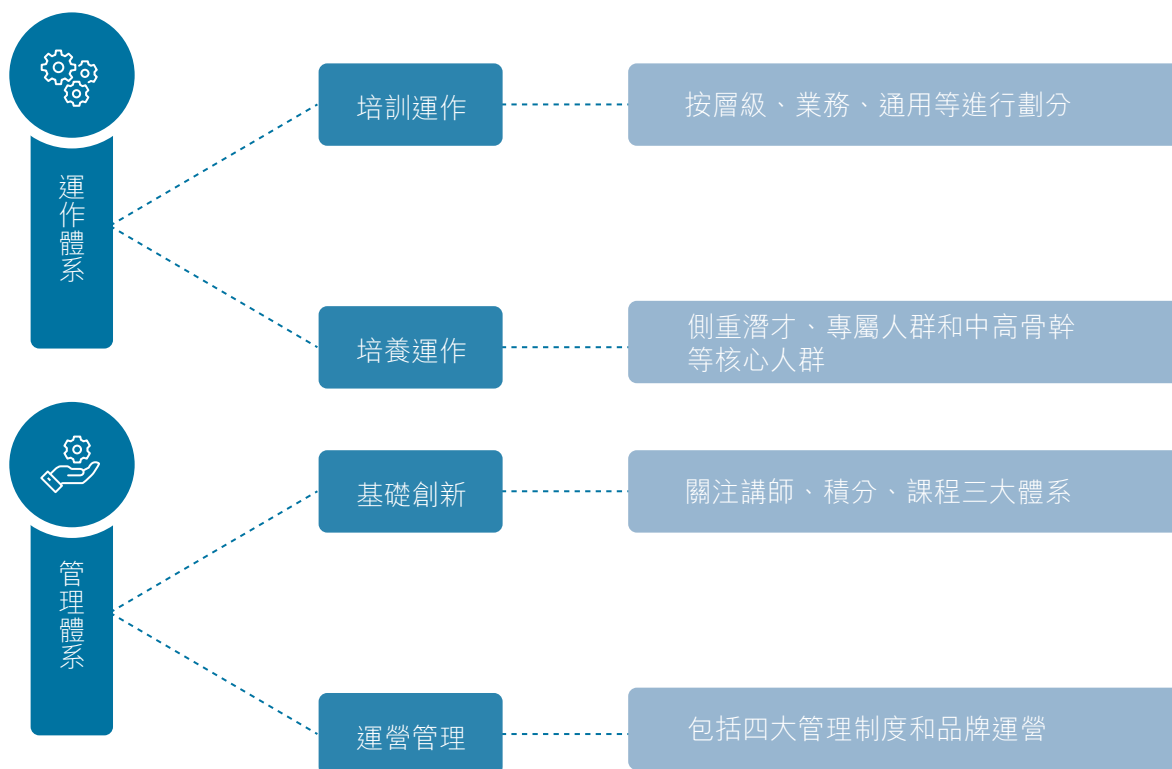 運作體系
培訓運作
按層級、業務、通用等進行劃分
培養運作
側重潛才、專屬人群和中高骨幹
等核心人群
管理體系
基礎創新
關注講師、積分、課程三大體系
運營管理
包括四大管理制度和品牌運營